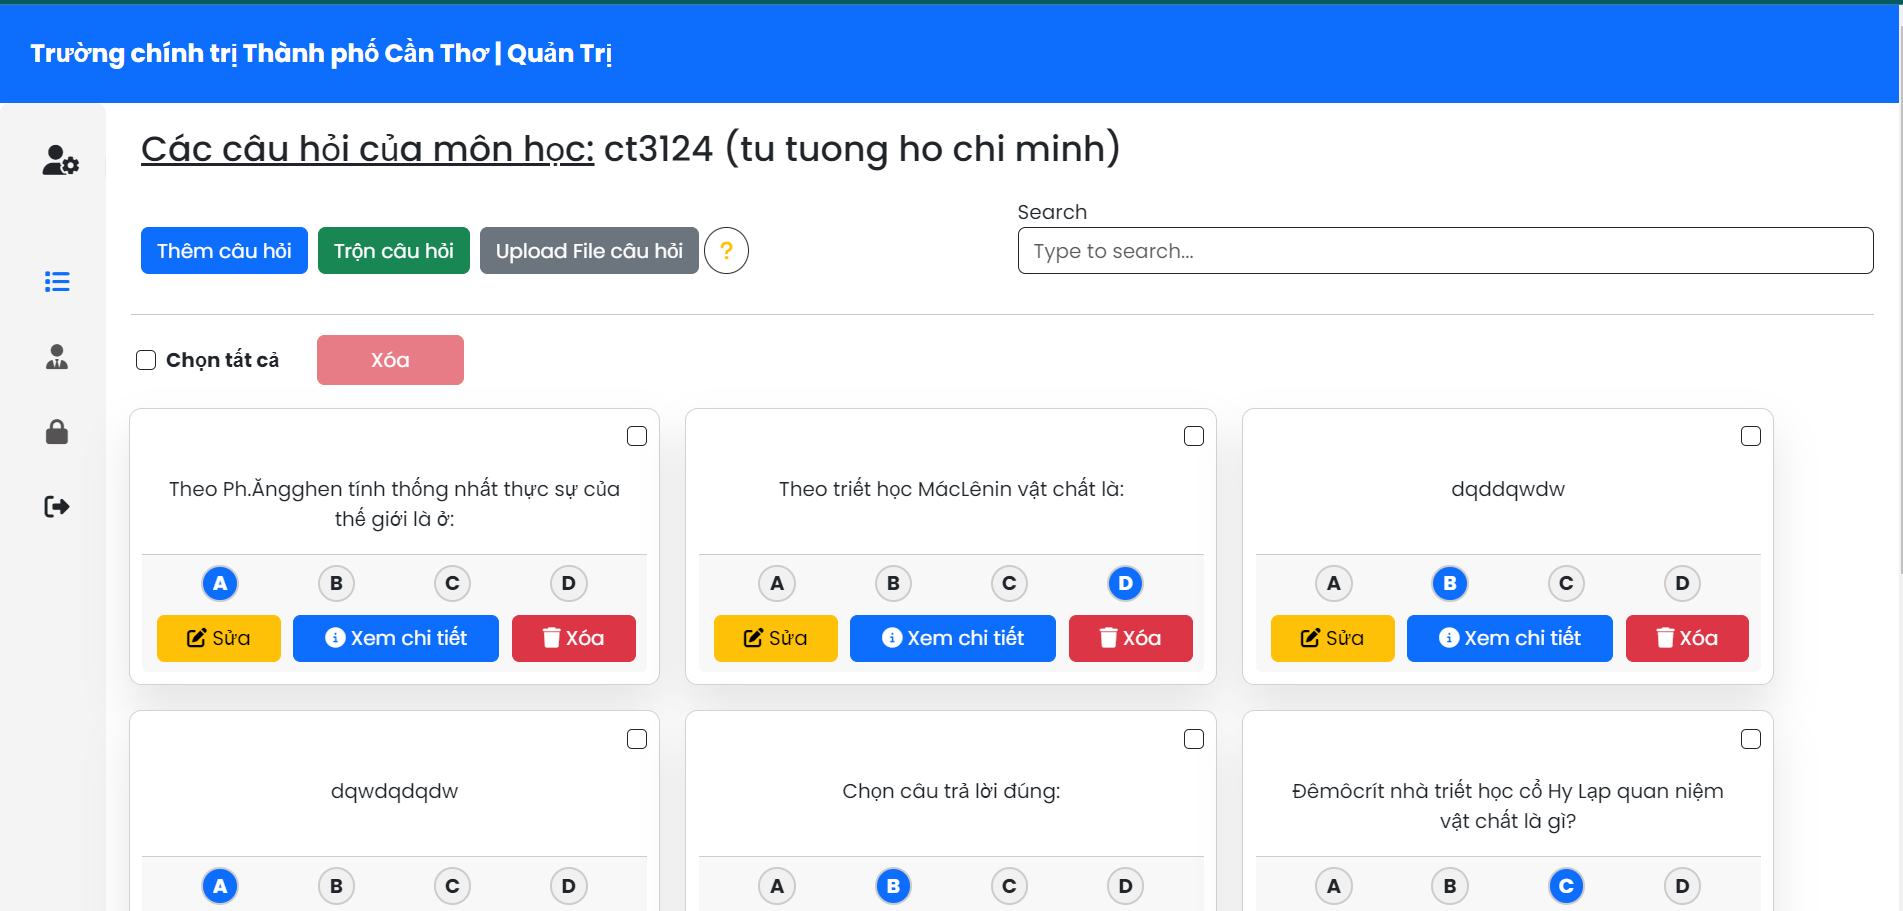 Trường chính trị Thành phố Cần Thơ | Quản Trị
Các câu hỏi của môn học: ct3124 (tu tuong ho chi minh)
Search
Thêm câu hỏi
Trộn câu hỏi
Upload File câu hỏi
?
Type to search...
Chọn tất cả
Xóa
Theo Ph.Ăngghen tính thống nhất thực sự của
thế giới là ở:
A B C D
Sửa
Xem chi tiết
Xóa
Theo triết học MácLênin vật chất là:
A B C D
Sửa
Xem chi tiết
Xóa
dqddqwdw
A B C D
Sửa
Xem chi tiết
Xóa
dqwdqdqdw
A B C D
Chọn câu trả lời đúng:
A B C D
Đêmôcrít nhà triết học cổ Hy Lạp quan niệm
vật chất là gì?
A B C D